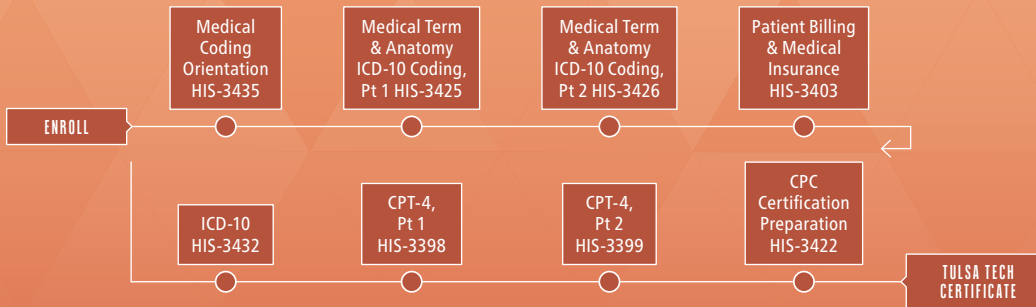 ENROLL
Medical
Coding
Orientation
HIS-3435
Medical Term
& Anatomy
ICD-10 Coding,
Pt 1 HIS-3425
Medical Term
& Anatomy
ICD-10 Coding,
Pt 2 HIS-3426
Patient Billing
& Medical
Insurance
HIS-3403
ICD-10
HIS-3432
CPT-4,
Pt 1
HIS-3398
CPT-4,
Pt 2
HIS-3399
CPC
Certification
Preparation
HIS-3422
TULSA TECH
CERTIFICATE